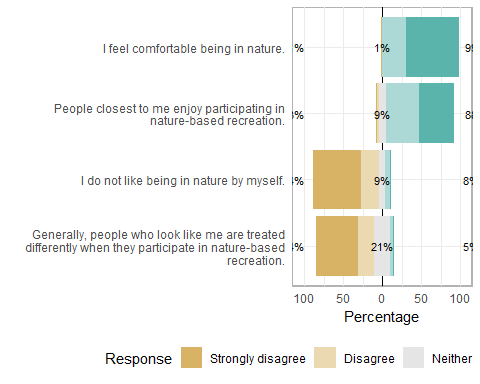 I feel comfortable being in nature.
% 1%
People closest to me enjoy participating in
nature-based recreation.
% 9%
I do not like being in nature by myself.
% 9% 8%
Generally, people who look like me are treated
differently when they participate in nature-based
recreation.
% 21% 5%
100 50 0 50 100
Percentage
Response Strongly disagree Disagree Neither